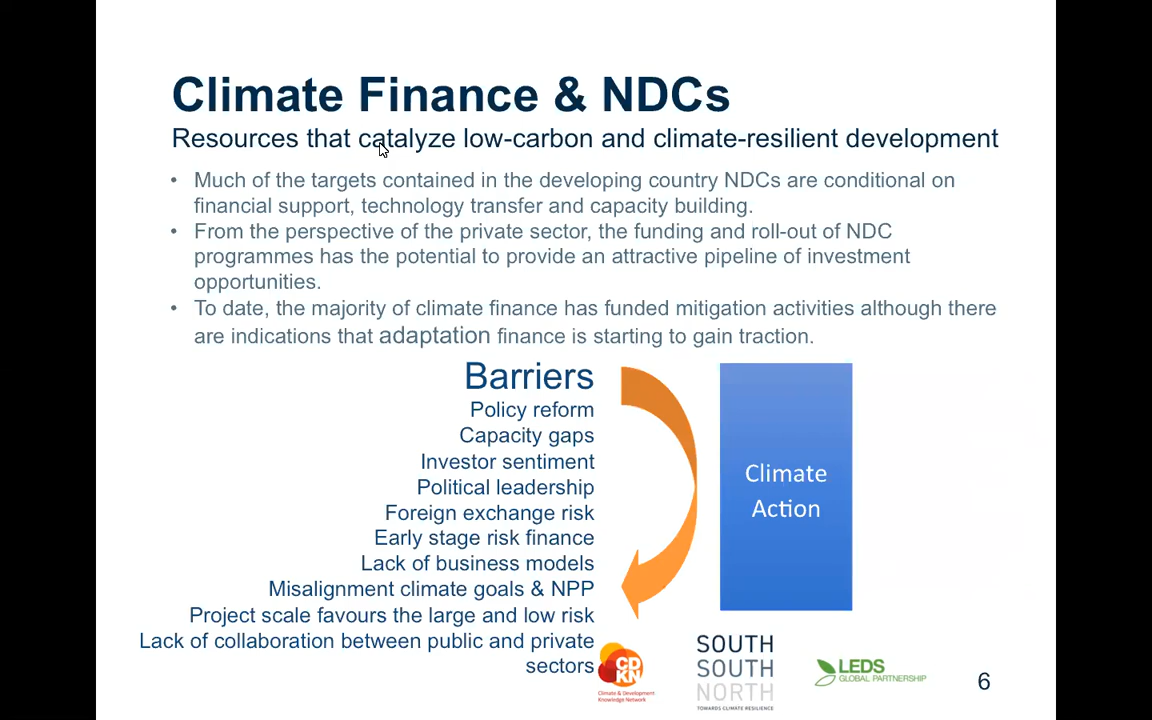 Climate Finance & NDCs
Resources that catalyze low-carbon and climate-resilient development
• Much of the targets contained in the developing country NDCs are conditional on
financial support, technology transfer and capacity building.
• From the perspective of the private sector, the funding and roll-out of NDC
programmes has the potential to provide an attractive pipeline of investment
opportunities.
• To date, the majority of climate finance has funded mitigation activities although there
are indications that adaptation finance is starting to gain traction.
Barriers
Policy reform
Capacity gaps
Investor sentiment
Political leadership
Foreign exchange risk
Early stage risk finance
Lack of business models
Misalignment climate goals & NPP
Project scale favours the large and low risk
Lack of collaboration between public and private
sectors
Climate
Action
CD
KN
Climate & Development
Knowledge Network
SOUTH
SOUTH
NORTH
TOWARDS CLIMATE RESILIENCE
LEDS
GLOBAL PARTNERSHIP
6